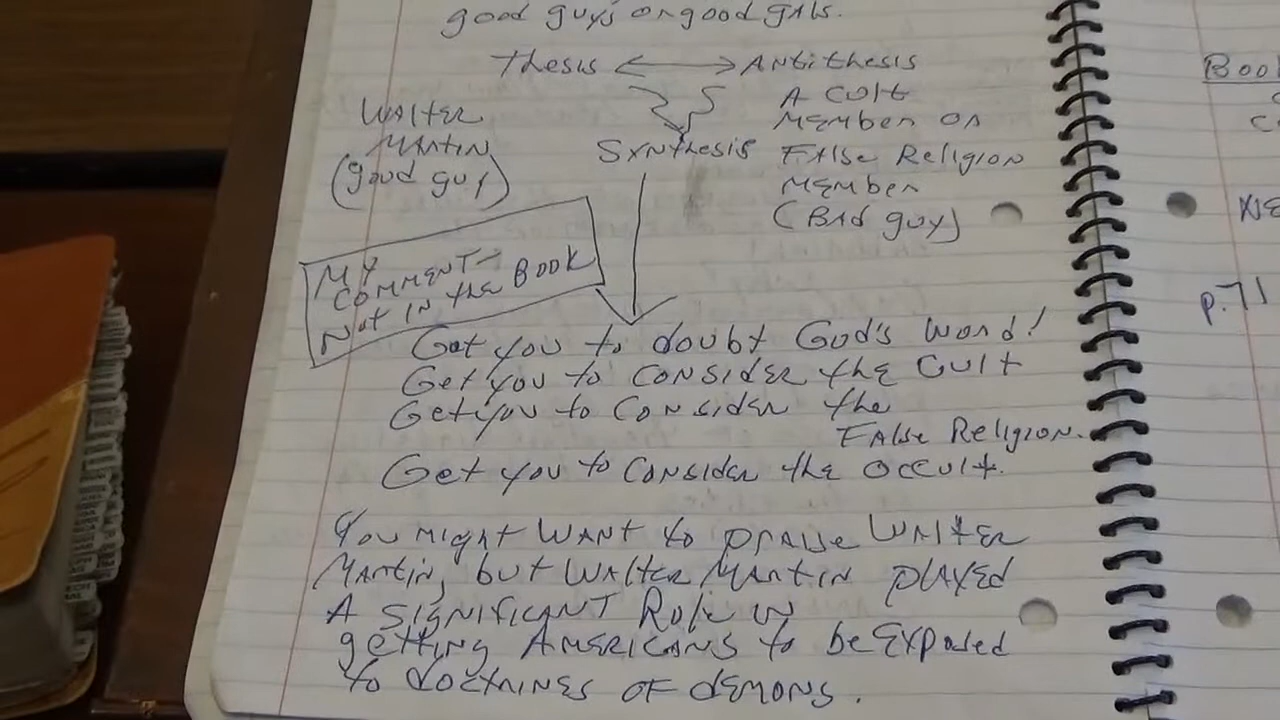 good guys or good gals.
Thesis <---> Antithesis
Walter
Martin
(good guy)
Synthesis
A Cult
Member or
False Religion
Member
(Bad guy)
My
Comment-
Not in the Book
Get you to doubt God's Word!
Get you to consider the Cult
Get you to consider the
False Religion.
Get you to consider the Occult.
You might want to praise Walter
Martin, but Walter Martin played
A significant Role in
getting Americans to be exposed
to doctrines of demons.
p.71